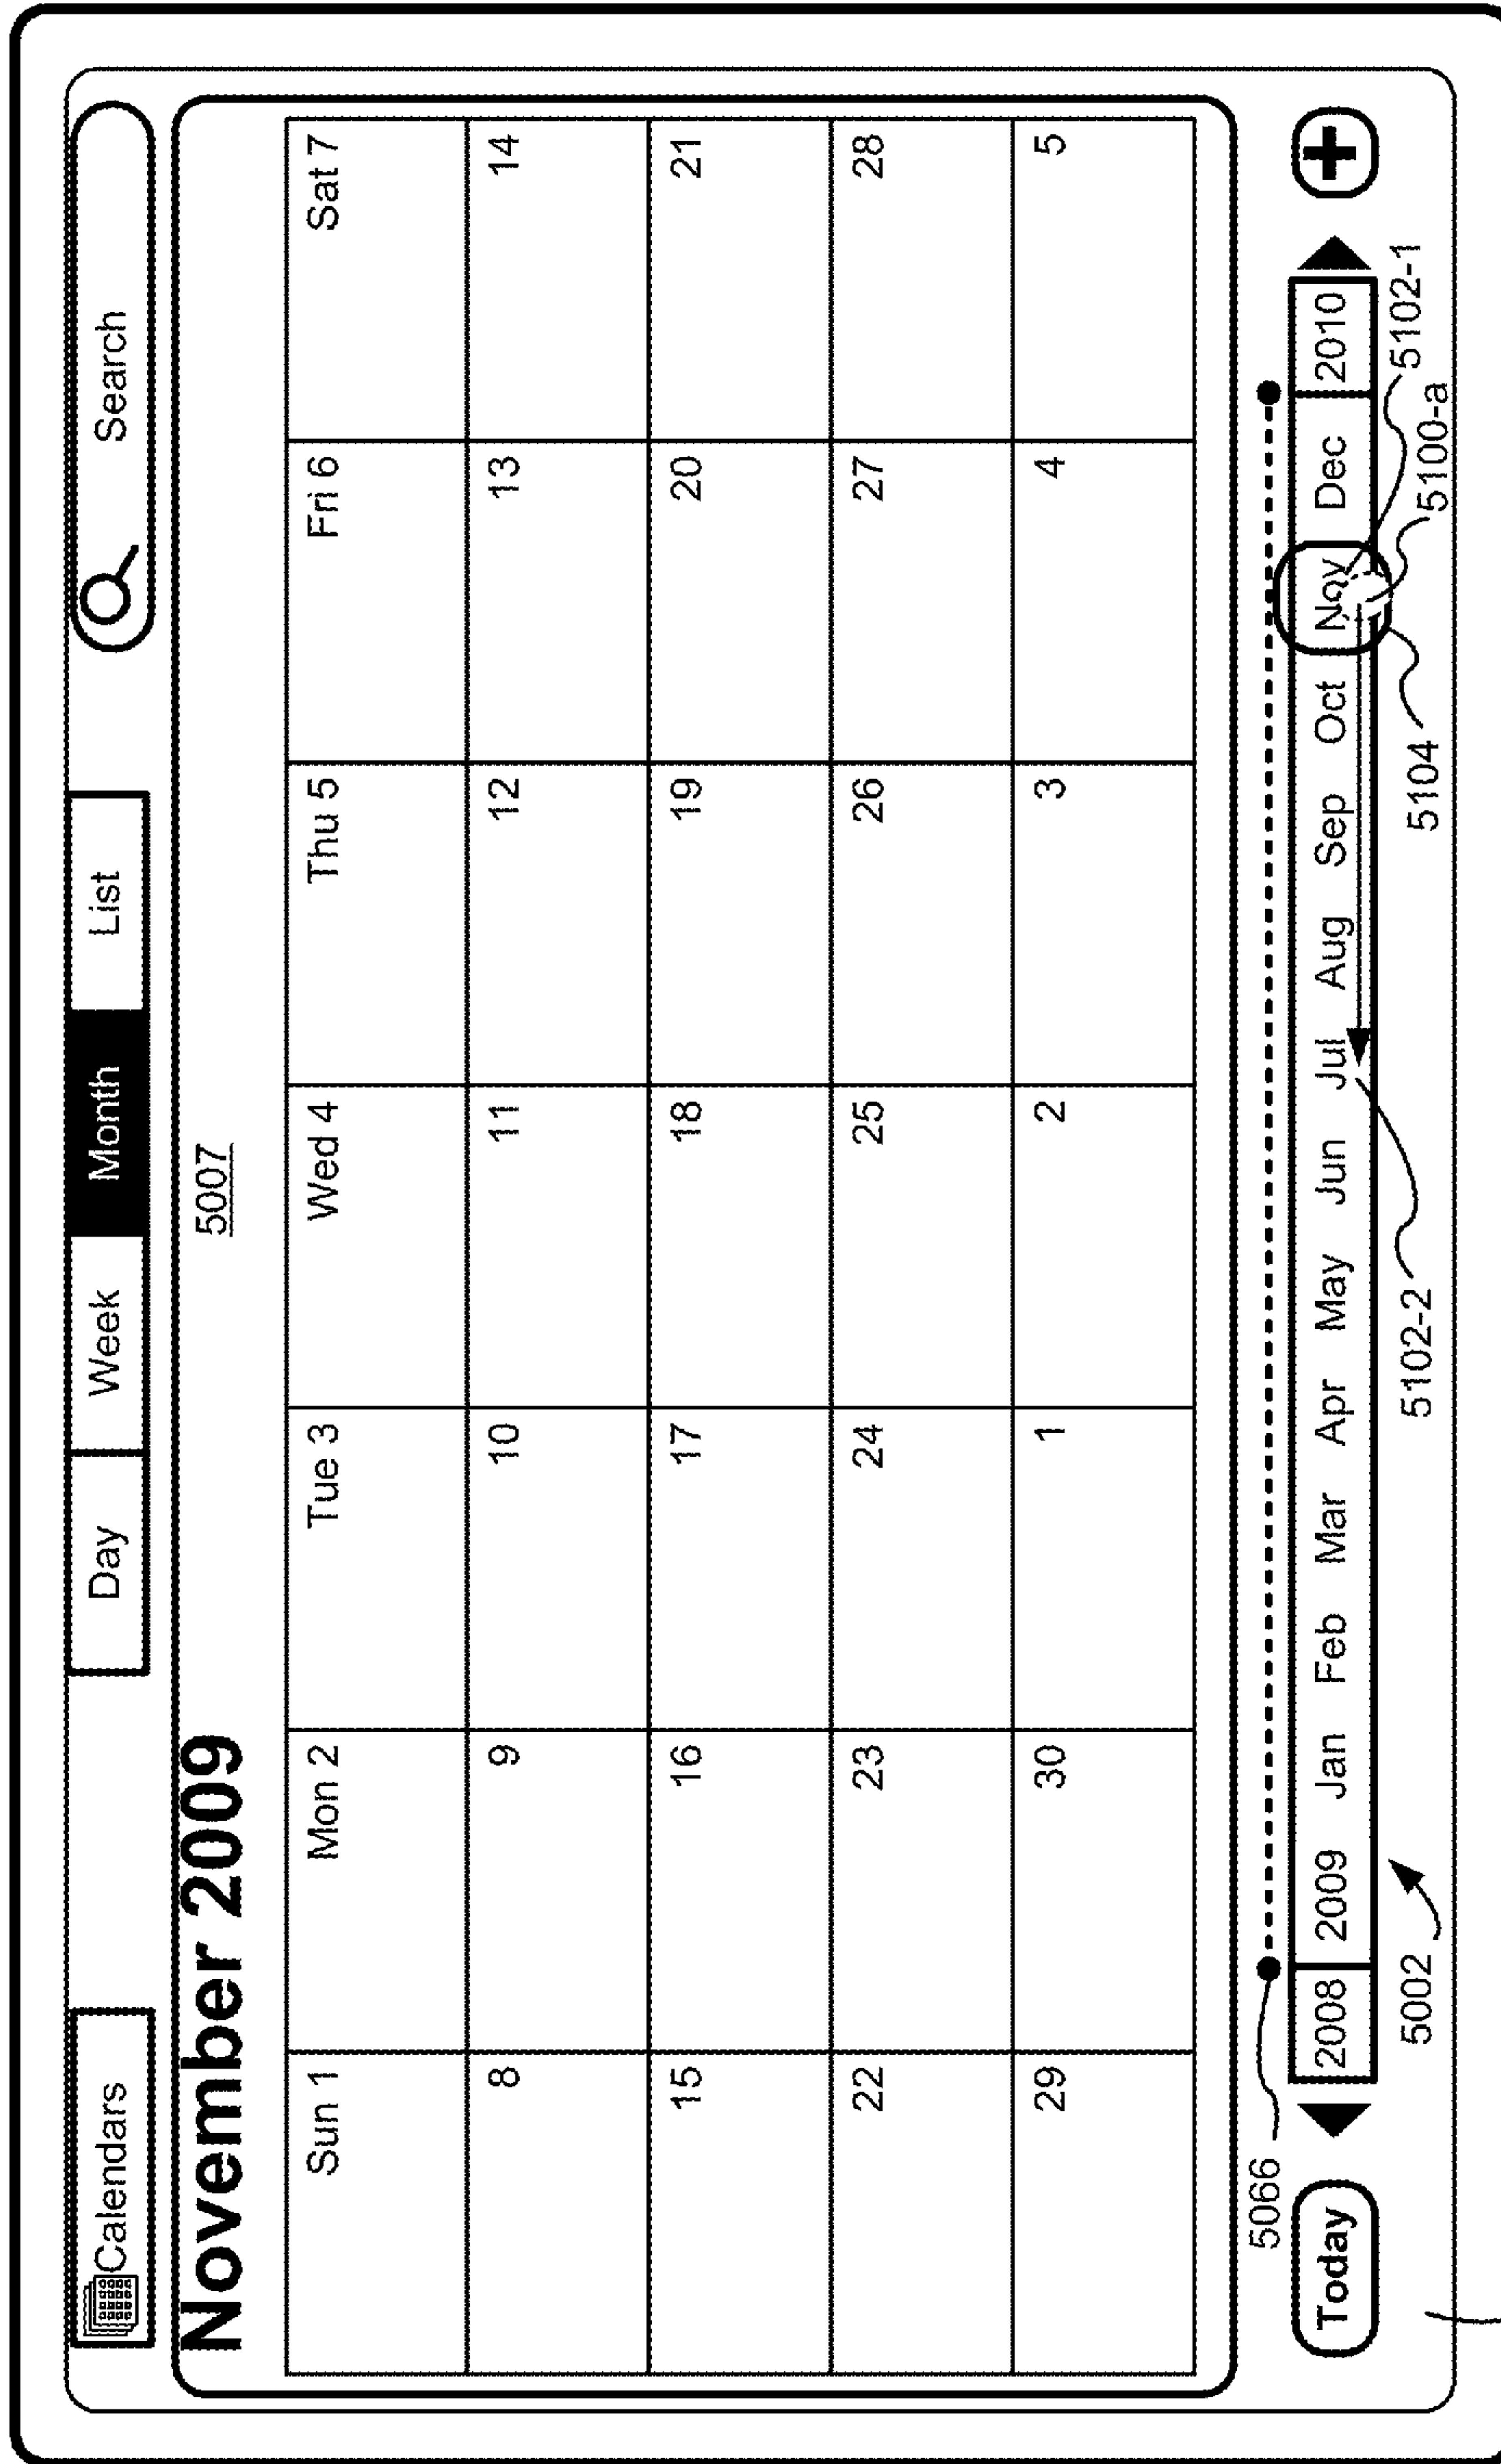 Calendars Day Week Month List Search
November 2009 5007
Sun 1 Mon 2 Tue 3 Wed 4 Thu 5 Fri 6 Sat 7
8 9 10 11 12 13 14
15 16 17 18 19 20 21
22 23 24 25 26 27 28
29 30 1 2 3 4 5
5066
Today 2008 2009 Jan Feb Mar Apr May Jun Jul Aug Sep Oct Nov Dec 2010 +
5002 5102-2 5104 5100-a 5102-1